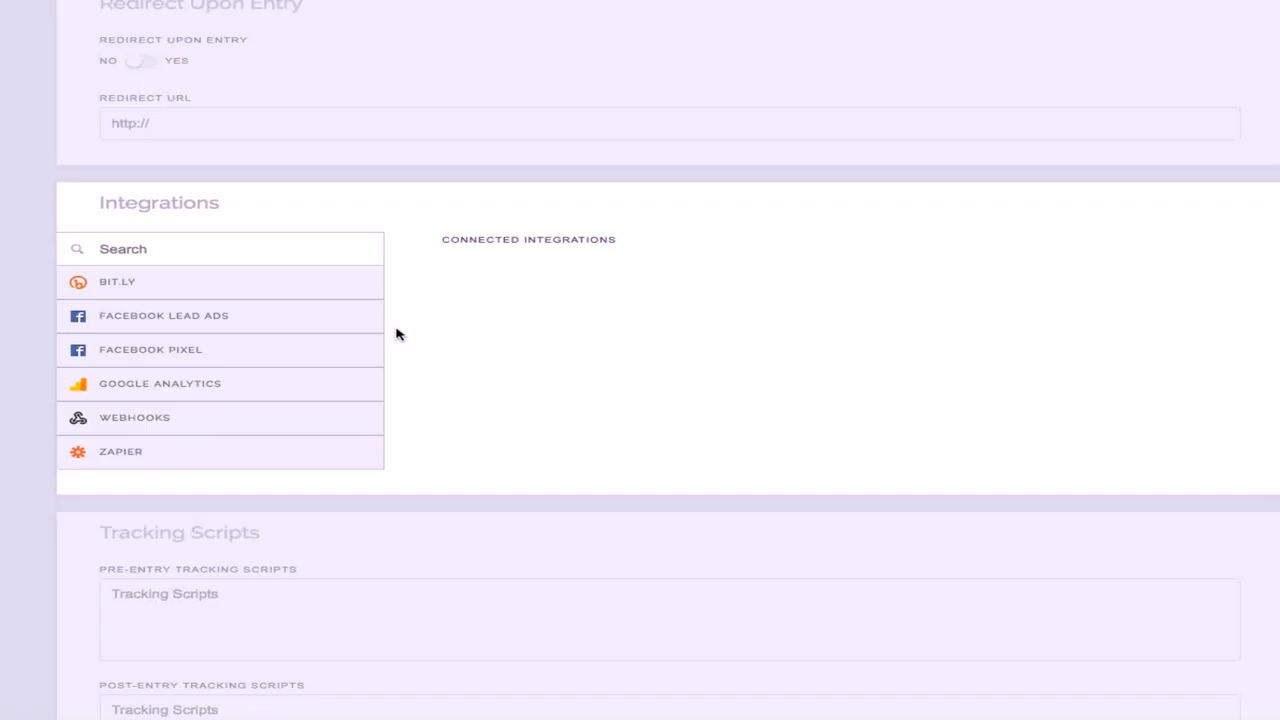 Redirect Upon Entry
REDIRECT UPON ENTRY
NO YES
REDIRECT URL
http://
Integrations
Search
CONNECTED INTEGRATIONS
BIT.LY
FACEBOOK LEAD ADS
FACEBOOK PIXEL
GOOGLE ANALYTICS
WEBHOOKS
ZAPIER
Tracking Scripts
PRE-ENTRY TRACKING SCRIPTS
Tracking Scripts
POST-ENTRY TRACKING SCRIPTS
Tracking Scripts